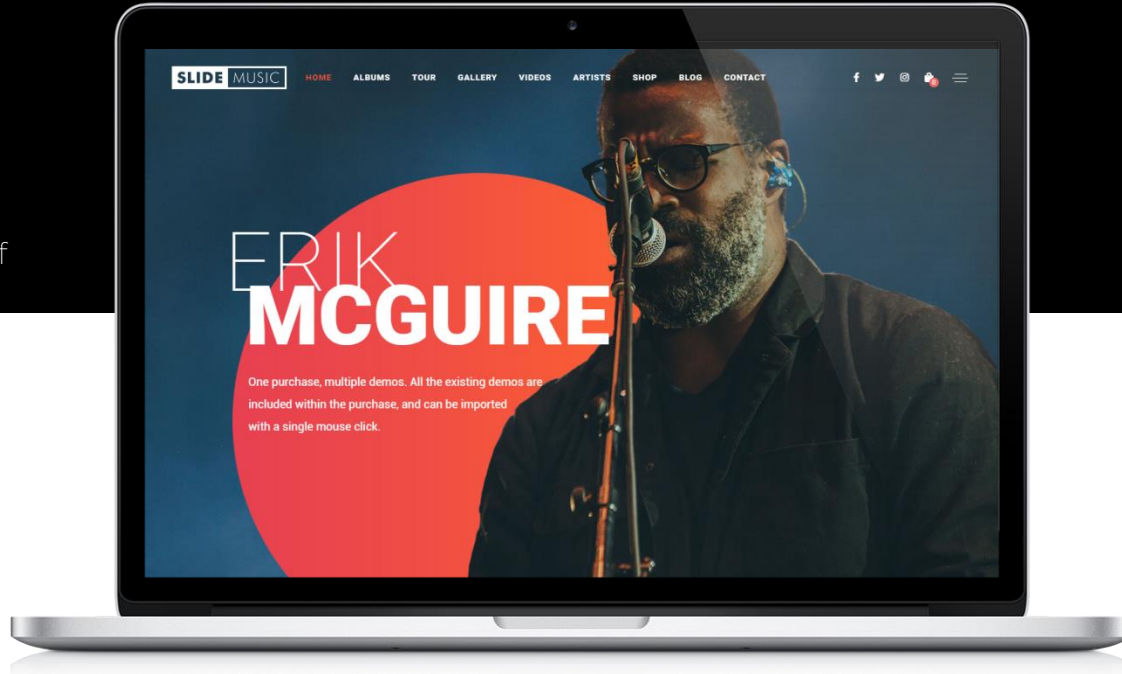 SLIDE MUSIC
HOME ALBUMS TOUR GALLERY VIDEOS ARTISTS SHOP BLOG CONTACT
0
f
ERIK
MCGUIRE
One purchase, multiple demos. All the existing demos are
included within the purchase, and can be imported
with a single mouse click.